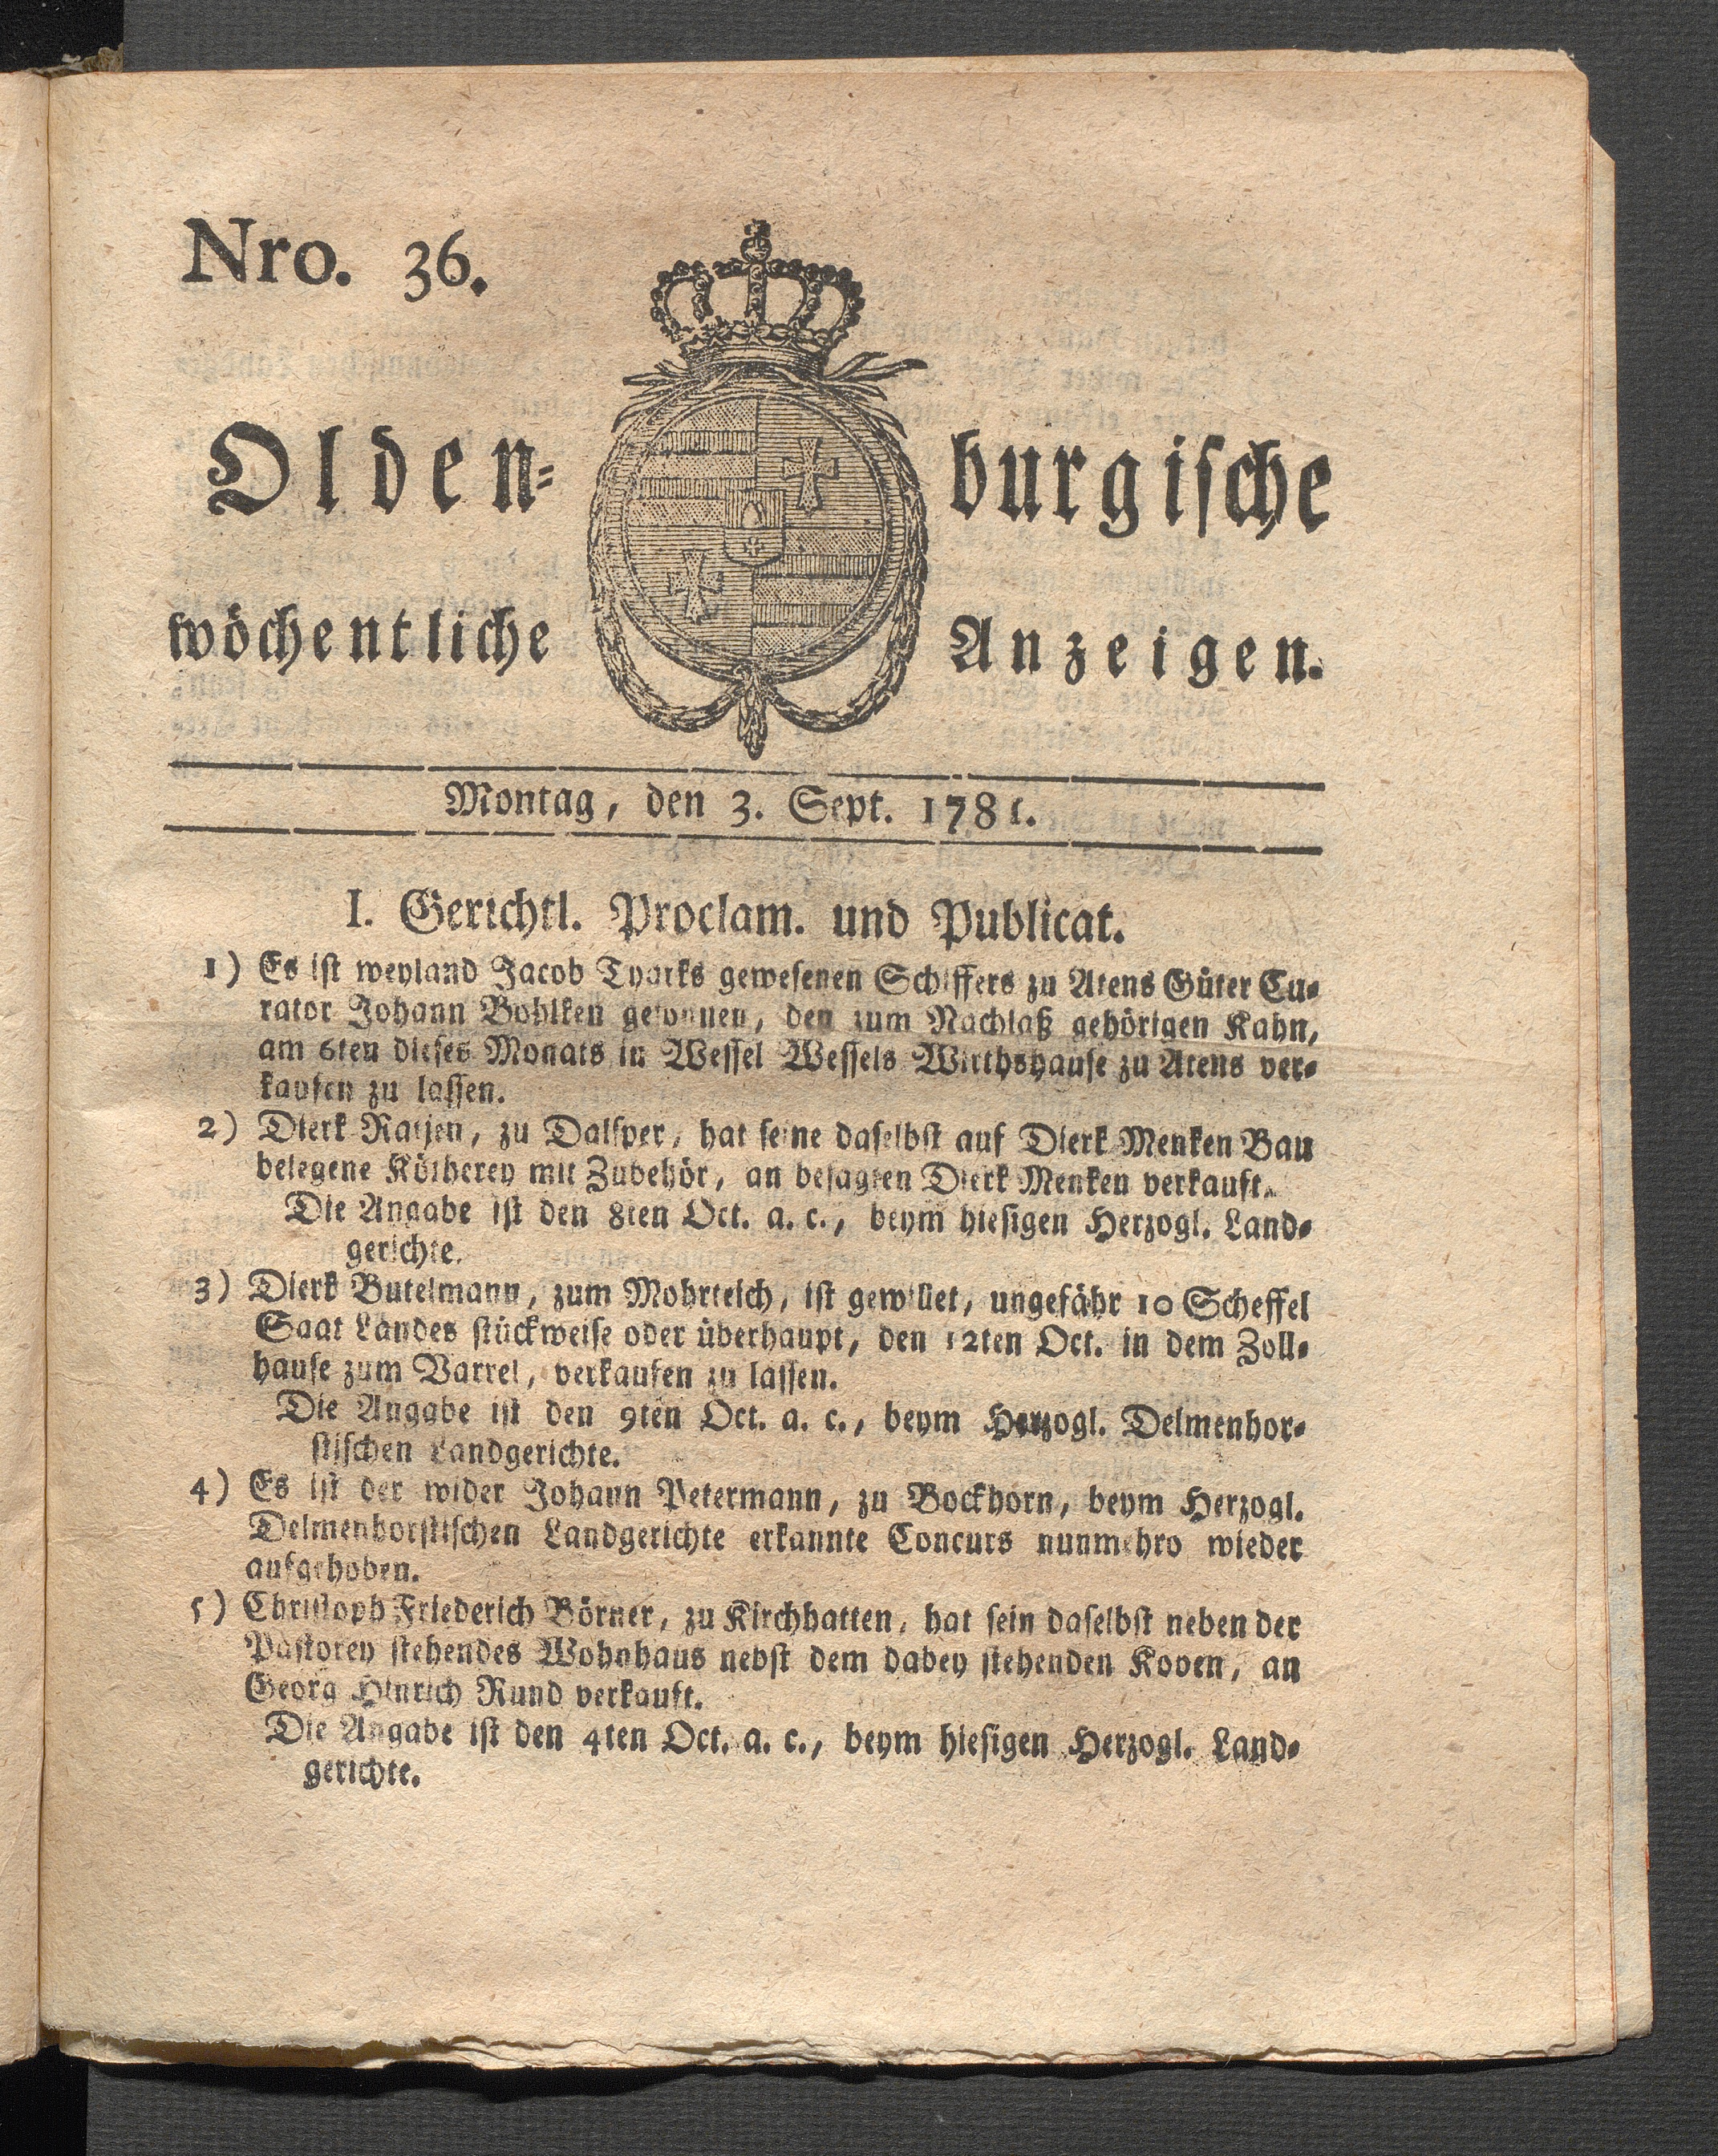 Nro. 36.
Olden-burgische
wöchentliche Anzeigen.
Montag, den 3. Sept. 1781.
I. Gerichtl. Proclam. und Publicat.
1) Es ist weyland Jacob Tyarks gewesenen Schiffers zu Atens Güter Cu-
rator Johann Bohlken gesonnen, den zum Nachlaß gehörigen Kahn,
am 6ten dieses Monats in Wessel Wessels Wirthshause zu Atens ver-
kaufen zu lassen.
2) Dierk Ratjen, zu Dalsper, hat seine daselbst auf Dierk Menken Bau
belegene Kötherey mit Zubehör, an besagten Dierk Menken verkauft.
Die Angabe ist den 8ten Oct. a. c., beym hiesigen Herzogl. Land-
gerichte.
3) Dierk Butelmann, zum Mohrteich, ist gewillet, ungefähr 10 Scheffel
Saat Landes stückweise oder überhaupt, den 12ten Oct. in dem Zoll-
hause zum Varrel, verkaufen zu lassen.
Die Angabe ist den 9ten Oct. a. c., beym Herzogl. Delmenhor-
stischen Landgerichte.
4) Es ist der wider Johann Petermann, zu Bockhorn, beym Herzogl.
Delmenhorstischen Landgerichte erkannte Concurs nunmehro wieder
aufgehoben.
5) Christoph Friederich Börner, zu Kirchhatten, hat sein daselbst neben der
Pastorey stehendes Wohnhaus nebst dem dabey stehenden Koven, an
Georg Hinrich Rund verkauft.
Die Angabe ist den 4ten Oct. a. c., beym hiesigen Herzogl. Land-
gerichte.